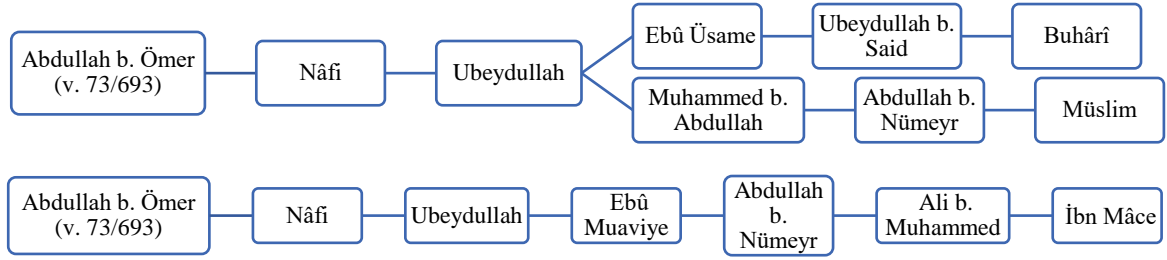 Abdullah b. Ömer
(v. 73/693)
Nâfi
Ubeydullah
Ebû Üsame
Ubeydullah b.
Said
Buhârî
Muhammed b.
Abdullah
Abdullah b.
Nümeyr
Müslim
Abdullah b. Ömer
(v. 73/693)
Nâfi
Ubeydullah
Ebû
Muaviye
Abdullah
b.
Nümeyr
Ali b.
Muhammed
İbn Mâce